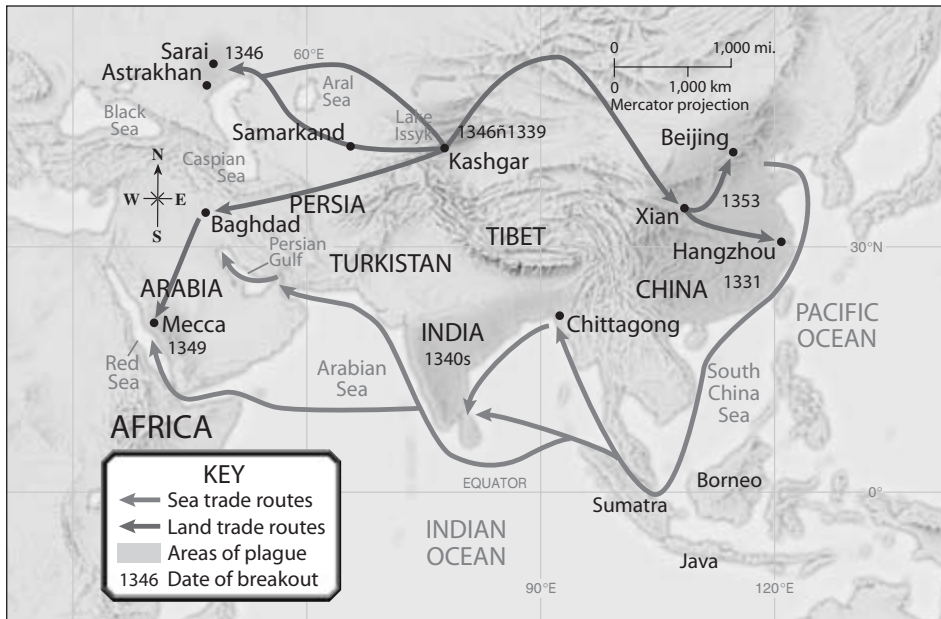 Sarai
1346
Astrakhan
60°E
Aral
Sea
0
1,000 mi.
0
1,000 km
Mercator projection
Black
Sea
Lake
Issyk
Samarkand
1346ñ1339
Kashgar
Beijing
Caspian
Sea
N
W
E
S
1353
Xian
PERSIA
Baghdad
TIBET
Hangzhou
Persian
Gulf
30°N
TURKISTAN
1331
ARABIA
CHINA
PACIFIC
OCEAN
Mecca
1349
INDIA
1340s
Chittagong
Red
Sea
Arabian
Sea
South
China
Sea
AFRICA
KEY
Sea trade routes
Land trade routes
Areas of plague
1346 Date of breakout
EQUATOR
0°
Sumatra
Borneo
INDIAN
OCEAN
Java
90°E
120°E